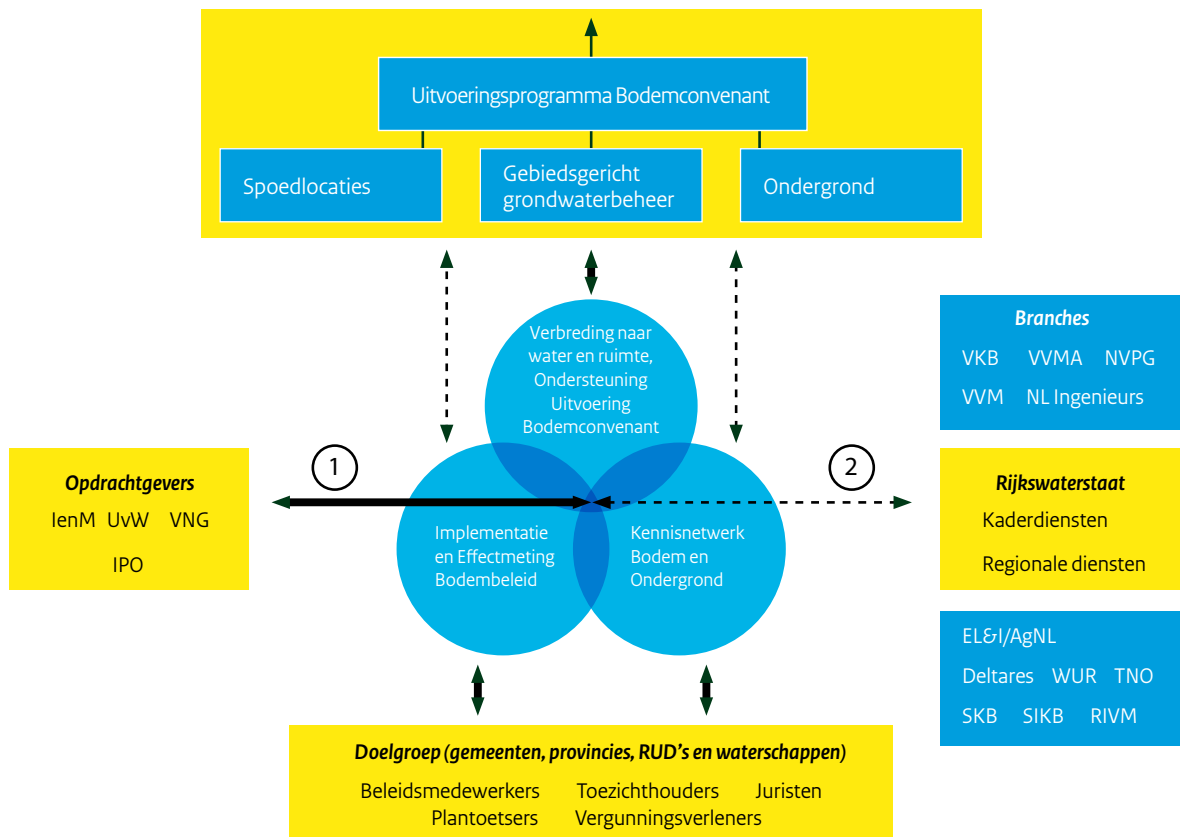 Uitvoeringsprogramma Bodemconvenant
Spoedlocaties
Gebiedsgericht
grondwaterbeheer
Ondergrond
Verbreding naar
water en ruimte,
Ondersteuning
Uitvoering
Bodemconvenant
Branches
VKB VVMA NVPG
VVM NL Ingenieurs
1
2
Opdrachtgevers
IenM UvW VNG
IPO
Implementatie
en Effectmeting
Bodembeleid
Kennisnetwerk
Bodem en
Ondergrond
Rijkswaterstaat
Kaderdiensten
Regionale diensten
EL&I/AgNL
Deltares WUR TNO
SKB SIKB RIVM
Doelgroep (gemeenten, provincies, RUD's en waterschappen)
Beleidsmedewerkers Toezichthouders Juristen
Plantoetsers Vergunningsverleners